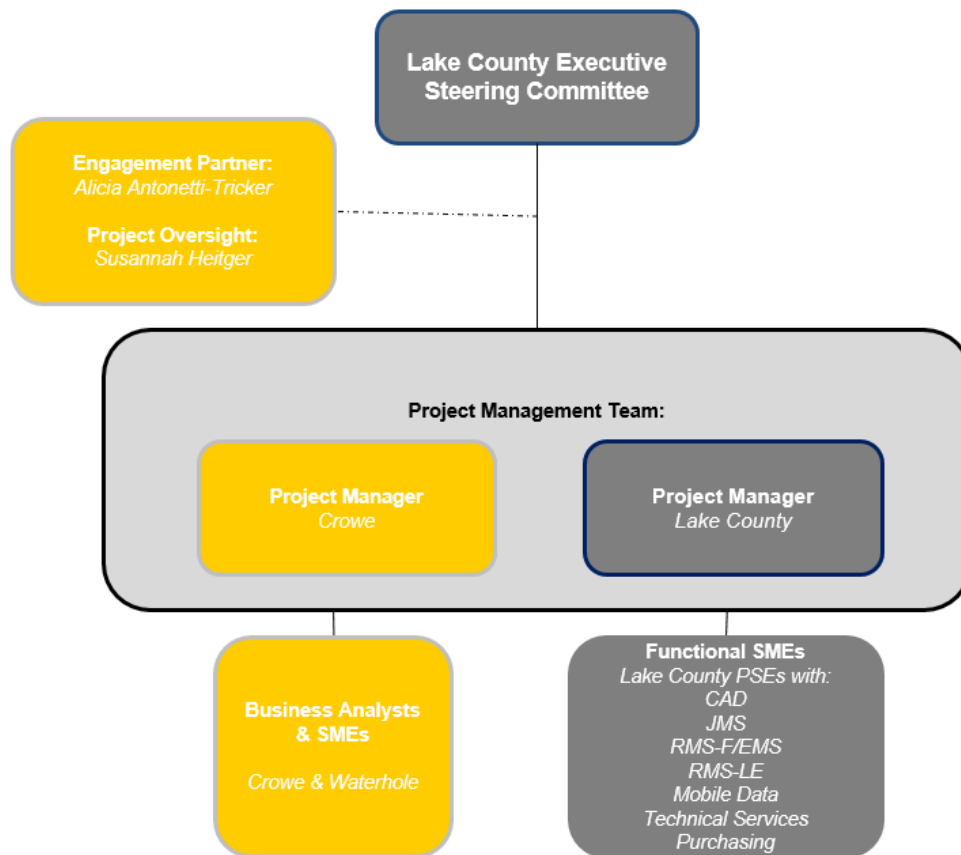 Lake County Executive
Steering Committee
Engagement Partner:
Alicia Antonetti-Tricker
Project Oversight:
Susannah Heitger
Project Management Team:
Project Manager
Crowe
Project Manager
Lake County
Business Analysts
& SMEs
Crowe & Waterhole
Functional SMEs
Lake County PSEs with:
CAD
JMS
RMS-F/EMS
RMS-LE
Mobile Data
Technical Services
Purchasing